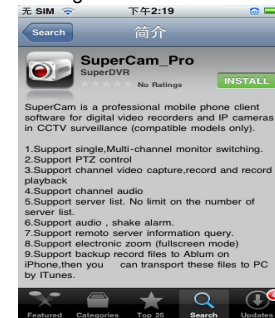 无 SIM 下午2:19
Search 简介
SuperCam_Pro
SuperDVR
No Ratings INSTALL
SuperCam is a professional mobile phone client
software for digital video recorders and IP cameras
in CCTV surveillance (compatible models only).
1.Support single,Multi-channel monitor switching.
2.Support PTZ control
3.Support channel video capture,record and record
playback
4.Support channel audio
5.Support server list. No limit on the number of
server list.
6.Support audio , shake alarm.
7.Support remoto server information query.
8.Support electronic zoom (fullscreen mode)
9.Support backup record files to Ablum on
iPhone,then you can transport these files to PC
by ITunes.
Featured Categories Top 25 Search Updates